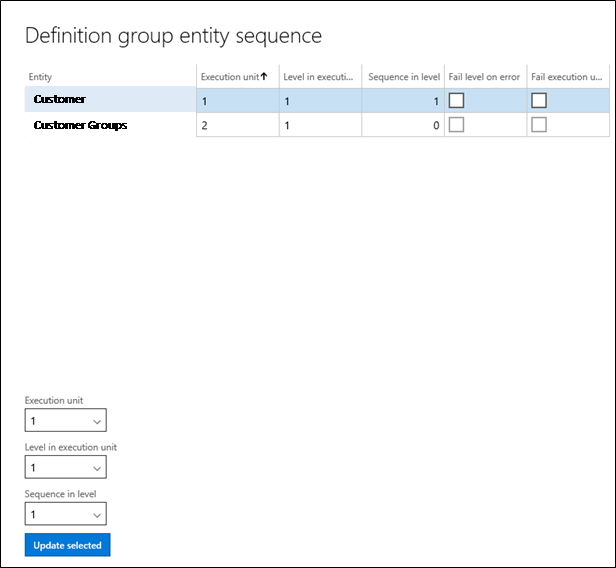 Definition group entity sequence
Entity Execution unit↑ Level in executi... Sequence in level Fail level on error Fail execution u...
Customer 1 1 1
Customer Groups 2 1 0
Execution unit
1
Level in execution unit
1
Sequence in level
1
Update selected